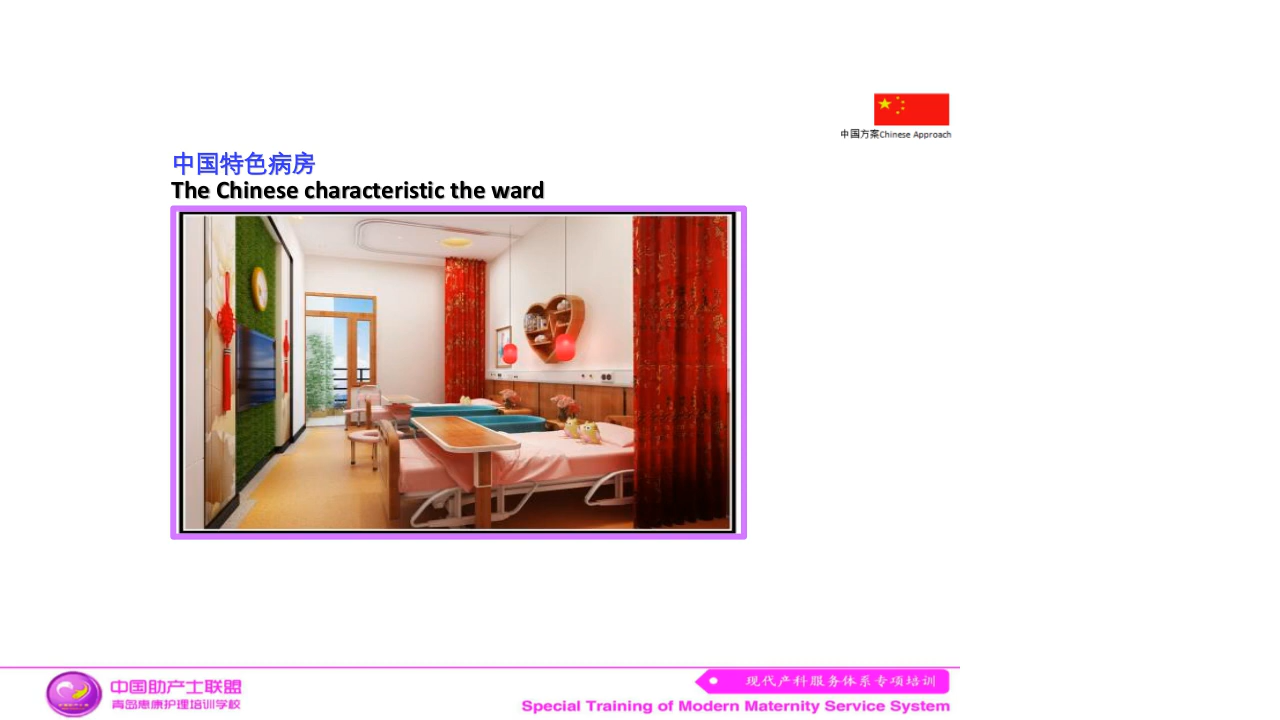 中国方案Chinese Approach
中国特色病房
The Chinese characteristic the ward
中国助产士联盟
青岛惠康护理培训学校
现代产科服务体系专项培训
Special Training of Modern Maternity Service System